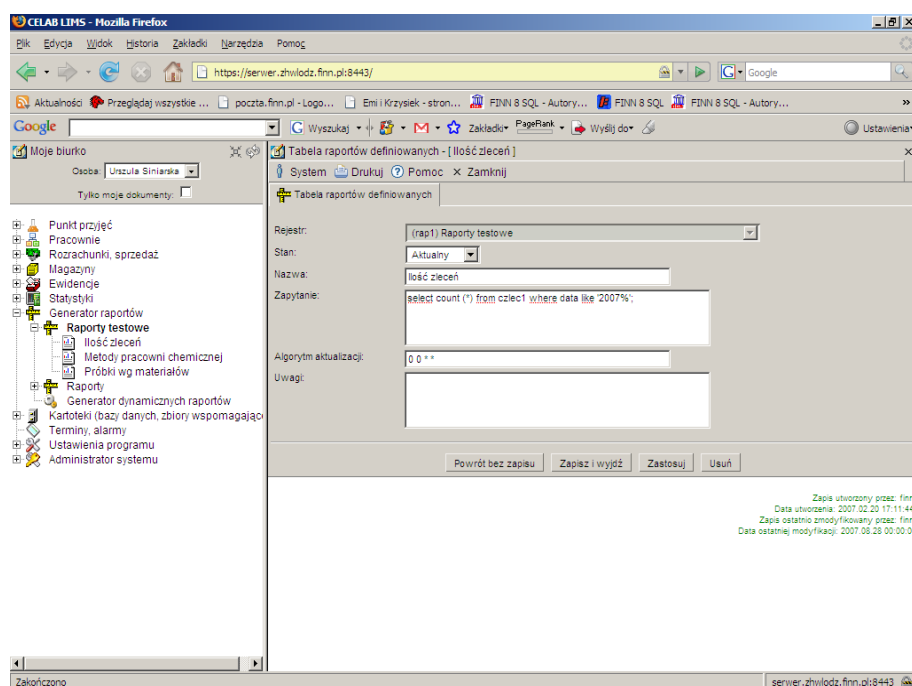 CELAB LIMS - Mozilla Firefox
Plik Edycja Widok Historia Zakładki Narzędzia Pomoc
https://serwer.zhwlodz.finn.pl:8443/
G Google
Aktualności Przeglądaj wszystkie ... poczta.finn.pl - Logo... Emi i Krzysiek - stron... FINN 8 SQL - Autory... FINN 8 SQL FINN 8 SQL - Autory... »
Google G Wyszukaj Zakładki PageRank Wyślij do Ustawienia
Moje biurko
Osoba: Urszula Siniarska
Tylko moje dokumenty:
Punkt przyjęć
Pracownie
Rozrachunki, sprzedaż
Magazyny
Ewidencje
Statystyki
Generator raportów
Raporty testowe
Ilość zleceń
Metody pracowni chemicznej
Próbki wg materiałów
Raporty
Generator dynamicznych raportów
Kartoteki (bazy danych, zbiory wspomagające
Terminy, alarmy
Ustawienia programu
Administrator systemu
Tabela raportów definiowanych - [ Ilość zleceń ]
System Drukuj Pomoc Zamknij
Tabela raportów definiowanych
Rejestr: (rap1) Raporty testowe
Stan: Aktualny
Nazwa: Ilość zleceń
Zapytanie: select count (*) from czlec1 where data like '2007%';
Algorytm aktualizacji: 0 0 * *
Uwagi:
Powrót bez zapisu Zapisz i wyjdź Zastosuj Usuń
Zapis utworzony przez: finn
Data utworzenia: 2007.02.20 17:11:44
Zapis ostatnio zmodyfikowany przez: finn
Data ostatniej modyfikacji: 2007.08.28 00:00:0
Zakończono
serwer.zhwlodz.finn.pl:8443